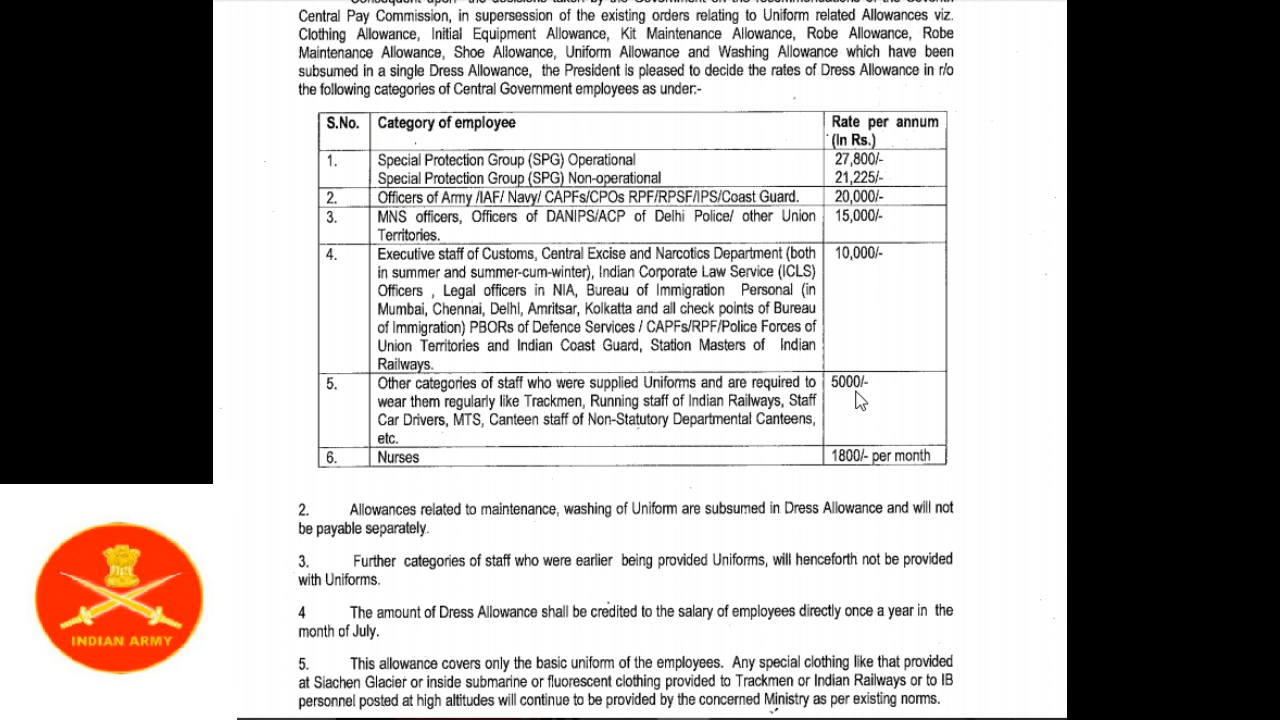 Consequent upon the decisions taken by the Government on the recommendations of the Seventh
Central Pay Commission, in supersession of the existing orders relating to Uniform related Allowances viz.
Clothing Allowance, Initial Equipment Allowance, Kit Maintenance Allowance, Robe Allowance, Robe
Maintenance Allowance, Shoe Allowance, Uniform Allowance and Washing Allowance which have been
subsumed in a single Dress Allowance, the President is pleased to decide the rates of Dress Allowance in r/o
the following categories of Central Government employees as under:-
S.No. Category of employee Rate per annum
(In Rs.)
1. Special Protection Group (SPG) Operational 27,800/-
Special Protection Group (SPG) Non-operational 21,225/-
2. Officers of Army /IAF/ Navy/ CAPFs/CPOs RPF/RPSF/IPS/Coast Guard. 20,000/-
3. MNS officers, Officers of DANIPS/ACP of Delhi Police/ other Union 15,000/-
Territories.
4. Executive staff of Customs, Central Excise and Narcotics Department (both 10,000/-
in summer and summer-cum-winter), Indian Corporate Law Service (ICLS)
Officers , Legal officers in NIA, Bureau of Immigration Personal (in
Mumbai, Chennai, Delhi, Amritsar, Kolkatta and all check points of Bureau
of Immigration) PBORs of Defence Services / CAPFs/RPF/Police Forces of
Union Territories and Indian Coast Guard, Station Masters of Indian
Railways.
5. Other categories of staff who were supplied Uniforms and are required to 5000/-
wear them regularly like Trackmen, Running staff of Indian Railways, Staff
Car Drivers, MTS, Canteen staff of Non-Statutory Departmental Canteens,
etc.
6. Nurses 1800/- per month
2. Allowances related to maintenance, washing of Uniform are subsumed in Dress Allowance and will not
be payable separately.
3. Further categories of staff who were earlier being provided Uniforms, will henceforth not be provided
with Uniforms.
4 The amount of Dress Allowance shall be credited to the salary of employees directly once a year in the
month of July.
5. This allowance covers only the basic uniform of the employees. Any special clothing like that provided
at Siachen Glacier or inside submarine or fluorescent clothing provided to Trackmen or Indian Railways or to IB
personnel posted at high altitudes will continue to be provided by the concerned Ministry as per existing norms.
INDIAN ARMY